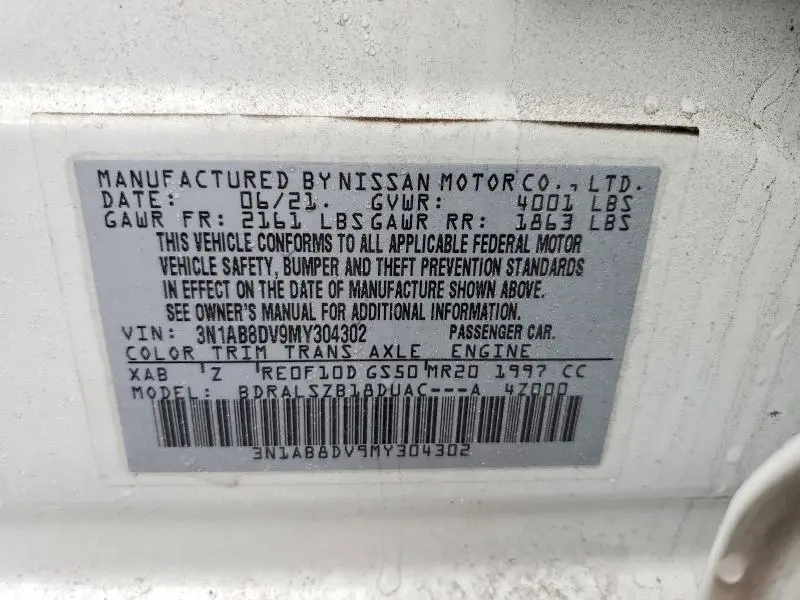 MANUFACTURED BY NISSAN MOTOR CO., LTD.
DATE: 06/21. GVWR: 4001 LBS
GAWR FR: 2161 LBS GAWR RR: 1863 LBS
THIS VEHICLE CONFORMS TO ALL APPLICABLE FEDERAL MOTOR
VEHICLE SAFETY, BUMPER AND THEFT PREVENTION STANDARDS
IN EFFECT ON THE DATE OF MANUFACTURE SHOWN ABOVE.
SEE OWNER'S MANUAL FOR ADDITIONAL INFORMATION.
VIN: 3N1AB8DV9MY304302 PASSENGER CAR.
COLOR TRIM TRANS AXLE ENGINE
XAB Z RE0F10D GS50 MR20 1997 CC
MODEL: BDRALSZB18DUAC---A 4Z000
3N1AB8DV9MY304302